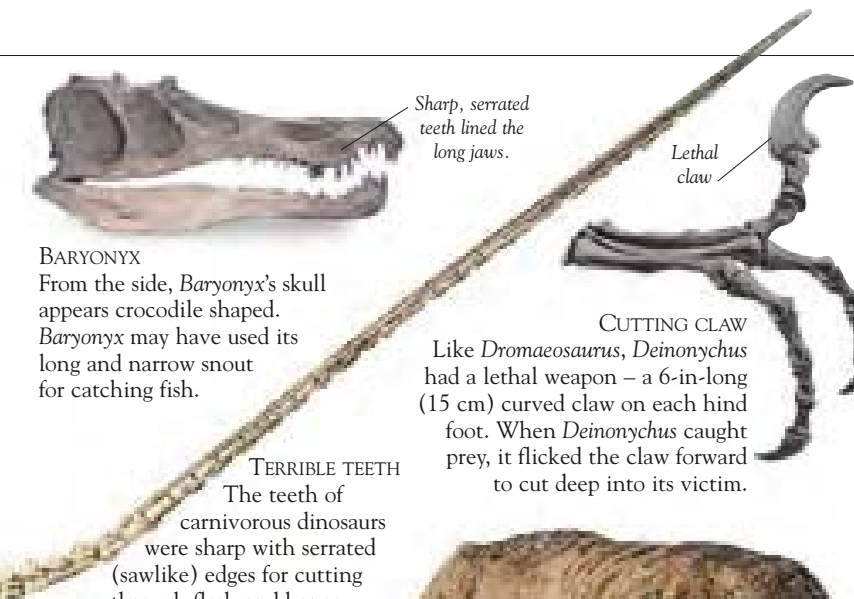 Sharp, serrated
teeth lined the
long jaws.
Lethal
claw
BARYONYX
From the side, Baryonyx's skull
appears crocodile shaped.
Baryonyx may have used its
long and narrow snout
for catching fish.
CUTTING CLAW
Like Dromaeosaurus, Deinonychus
had a lethal weapon – a 6-in-long
(15 cm) curved claw on each hind
foot. When Deinonychus caught
prey, it flicked the claw forward
to cut deep into its victim.
TERRIBLE TEETH
The teeth of
carnivorous dinosaurs
were sharp with serrated
(sawlike) edges for cutting